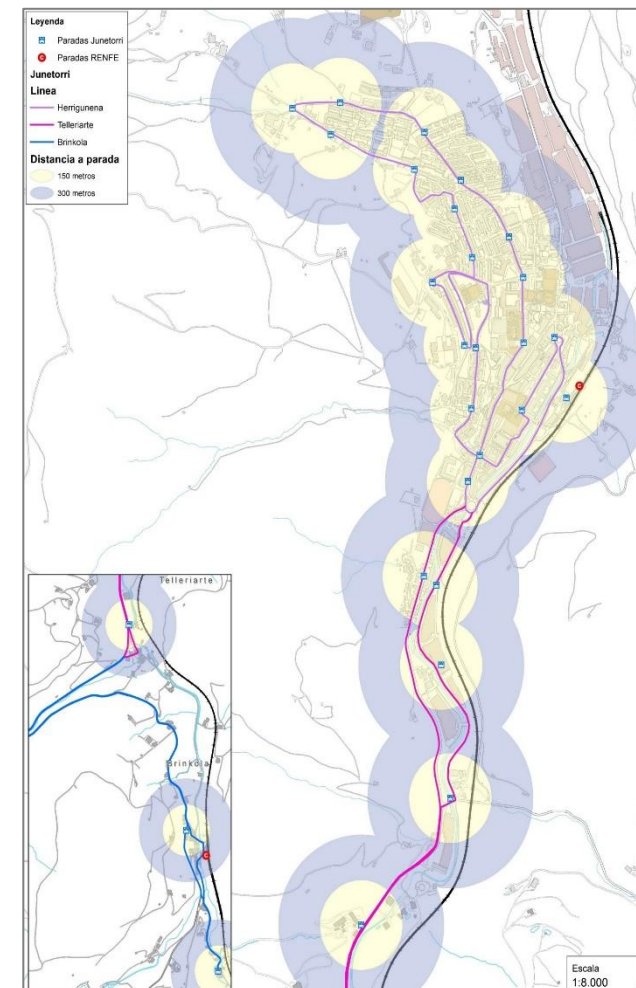 Leyenda
Paradas Junetorri
C Paradas RENFE
Junetorri
Línea
Herrigunena
Telleriarte
Brinkola
Distancia a parada
150 metros
300 metros
C
Telleriarte
Brinkola
C
Escala
1:8.000